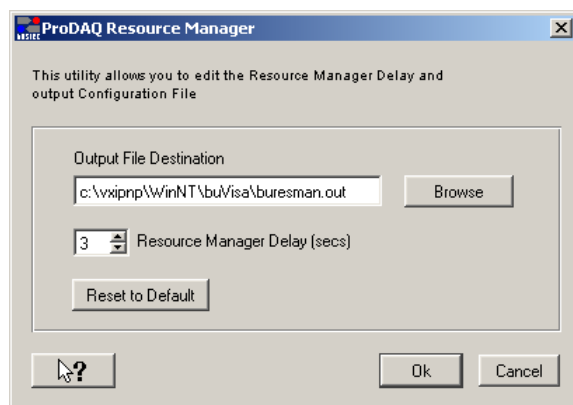 BUSTEC ProDAQ Resource Manager
This utility allows you to edit the Resource Manager Delay and
output Configuration File
Output File Destination
c:\vxipnp\WinNT\buVisa\buresman.out Browse
3 Resource Manager Delay (secs)
Reset to Default
? Ok Cancel